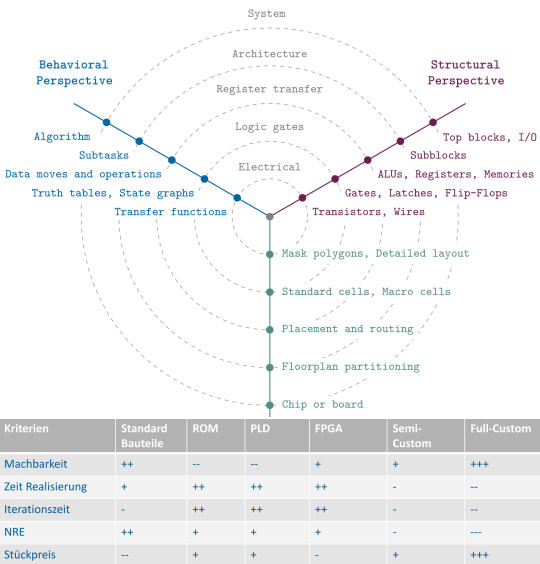 System
Architecture
Behavioral
Perspective
Structural
Perspective
Register transfer
Logic gates
Electrical
Algorithm
Top blocks, I/O
Subtasks
Subblocks
Data moves and operations
ALUs, Registers, Memories
Truth tables, State graphs
Gates, Latches, Flip-Flops
Transfer functions
Transistors, Wires
Mask polygons, Detailed layout
Standard cells, Macro cells
Placement and routing
Floorplan partitioning
Chip or board
Kriterien Standard Bauteile ROM PLD FPGA Semi-Custom Full-Custom
Machbarkeit ++ -- -- + + +++
Zeit Realisierung + ++ ++ ++ - --
Iterationszeit - ++ ++ ++ - --
NRE ++ + + + - ---
Stückpreis -- + + - + +++